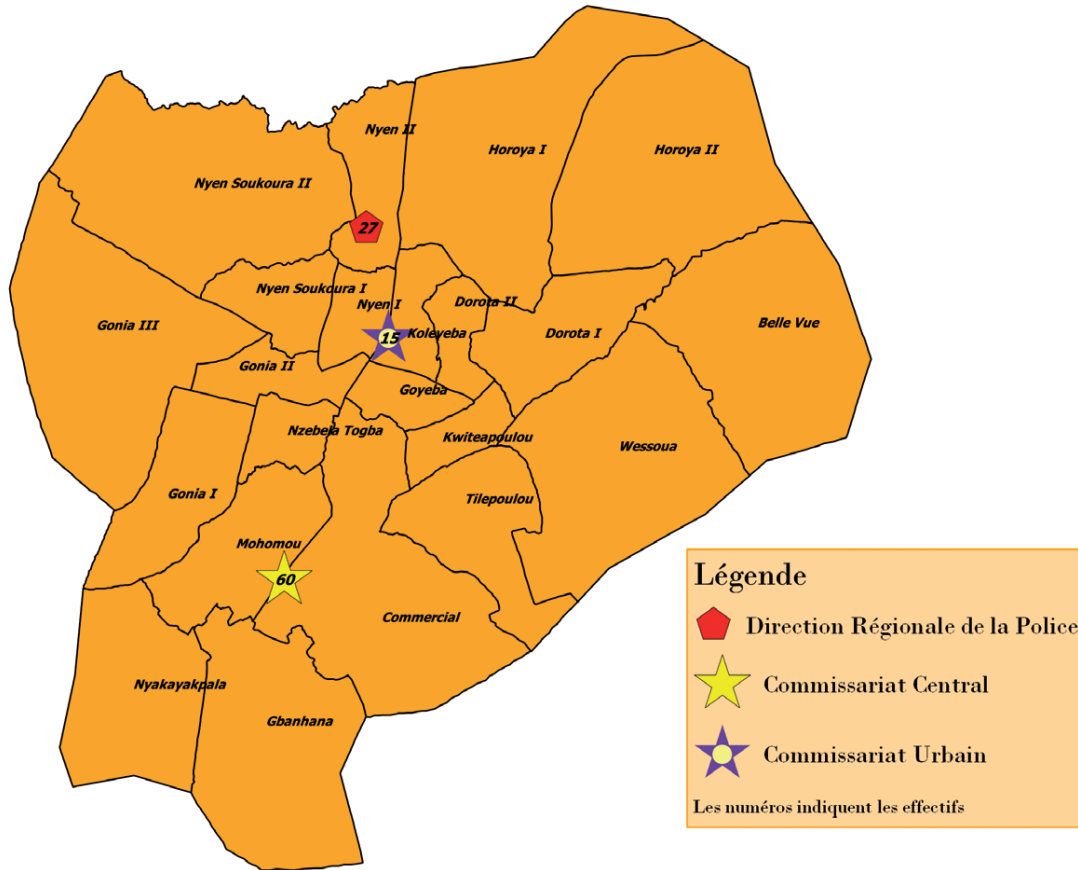 Nyen II
Horoya I
Horoya II
Nyen Soukoura II
27
Nyen Soukoura I
Nyen I
Dorota II
Gonia III
15
Koleyeba
Dorota I
Belle Vue
Gonia II
Goyeba
Nzebela Togba
Kwiteapoulou
Wessoua
Gonia I
Tilepoulou
Mohomou
60
Commercial
Nyakayakpala
Gbanhana
Légende
Direction Régionale de la Police
Commissariat Central
Commissariat Urbain
Les numéros indiquent les effectifs